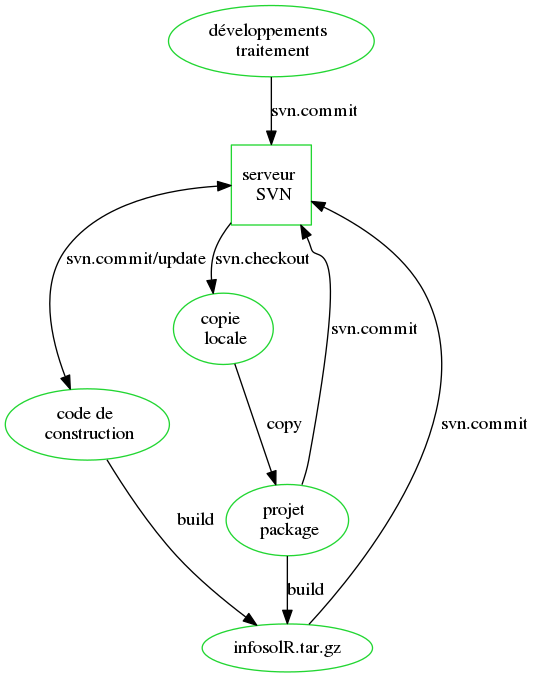 développements
traitement
svn.commit
serveur
SVN
svn.commit/update
svn.checkout
copie
locale
svn.commit
code de
construction
copy
svn.commit
projet
package
build
build
infosolR.tar.gz